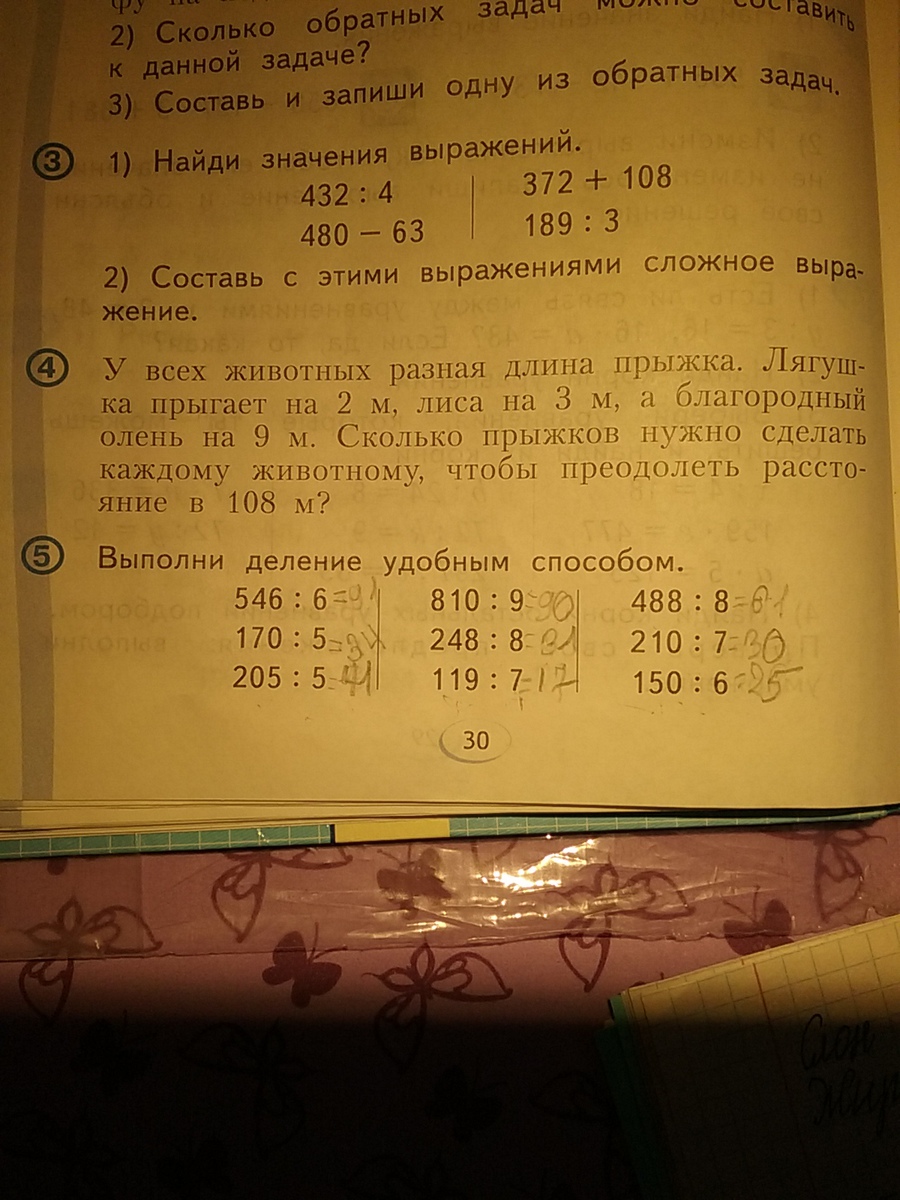 2) Сколько обратных задач можно составить
к данной задаче?
3) Составь и запиши одну из обратных задач.
3 1) Найди значения выражений.
432 : 4 372 + 108
480 − 63 189 : 3
2) Составь с этими выражениями сложное выра-
жение.
4 У всех животных разная длина прыжка. Лягуш-
ка прыгает на 2 м, лиса на 3 м, а благородный
олень на 9 м. Сколько прыжков нужно сделать
каждому животному, чтобы преодолеть рассто-
яние в 108 м?
5 Выполни деление удобным способом.
546 : 6=91 810 : 9=90 488 : 8=61
170 : 5=34 248 : 8=31 210 : 7=30
205 : 5=41 119 : 7=17 150 : 6=25
30